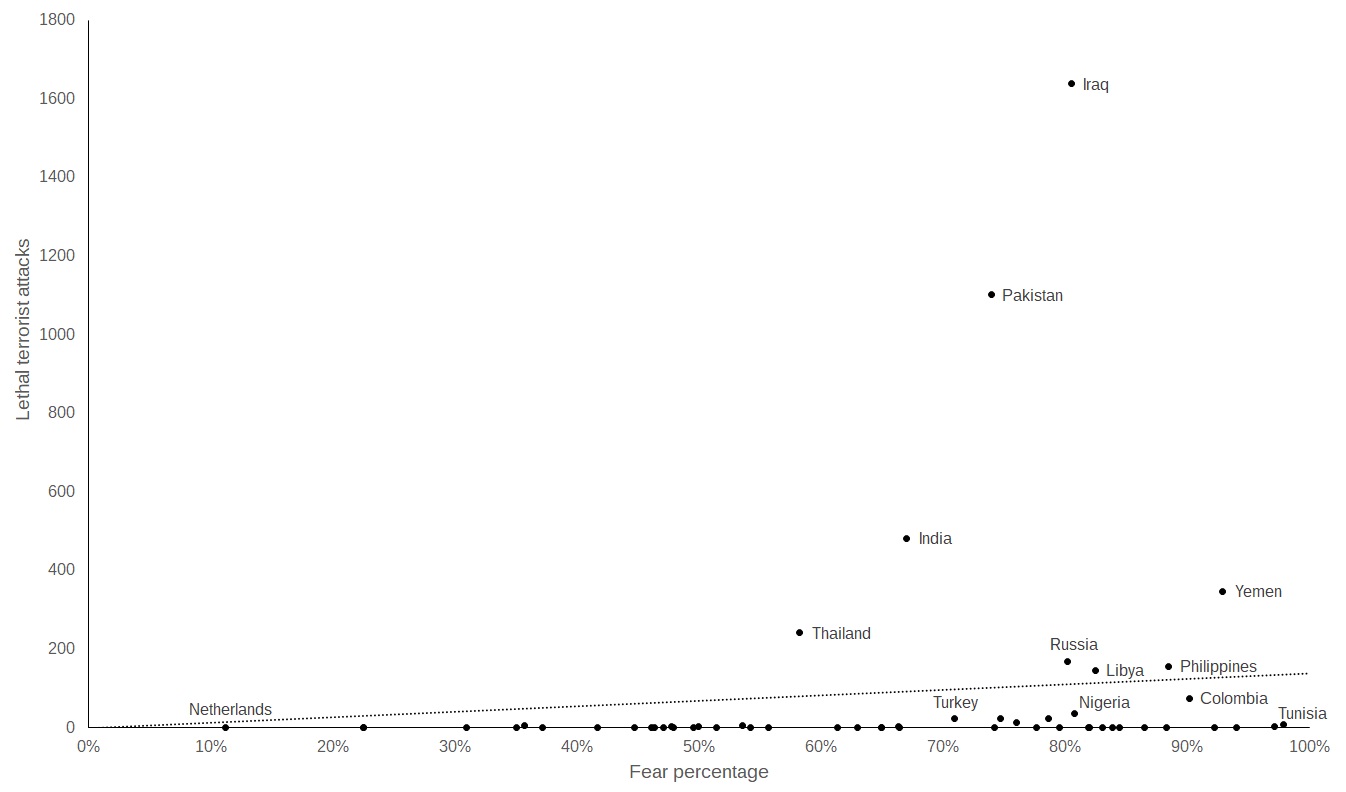 1800
1600
1400
1200
1000
800
600
400
200
0
Lethal terrorist attacks
Iraq
Pakistan
India
Yemen
Thailand
Russia
Libya
Philippines
Netherlands
Turkey
Nigeria
Colombia
Tunisia
0% 10% 20% 30% 40% 50% 60% 70% 80% 90% 100%
Fear percentage